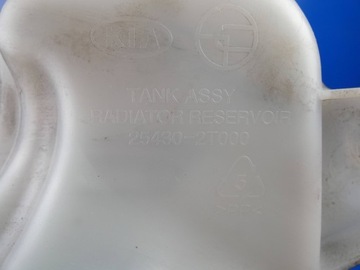 KIA
TANK ASSY
RADIATOR RESERVOIR
25430-2T000